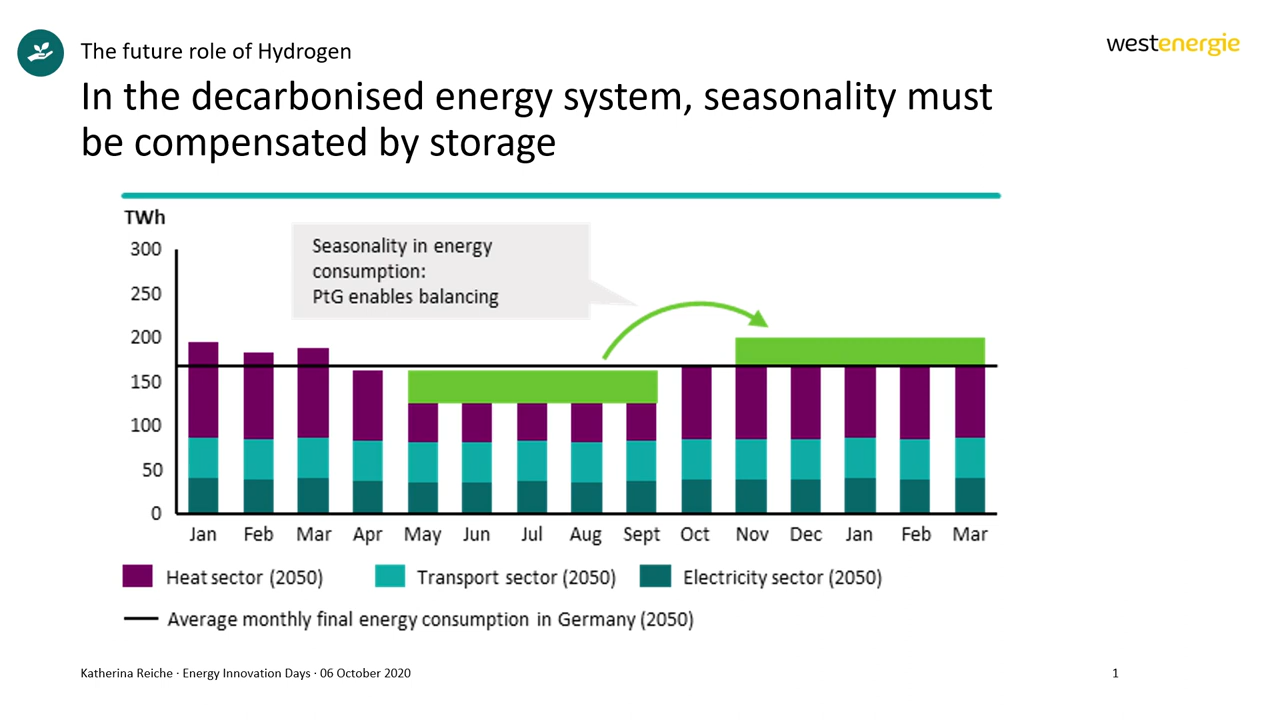 The future role of Hydrogen
westenergie
In the decarbonised energy system, seasonality must
be compensated by storage
TWh
300
250
200
150
100
50
0
Seasonality in energy
consumption:
PtG enables balancing
Jan Feb Mar Apr May Jun Jul Aug Sept Oct Nov Dec Jan Feb Mar
Heat sector (2050) Transport sector (2050) Electricity sector (2050)
Average monthly final energy consumption in Germany (2050)
Katherina Reiche · Energy Innovation Days · 06 October 2020
1